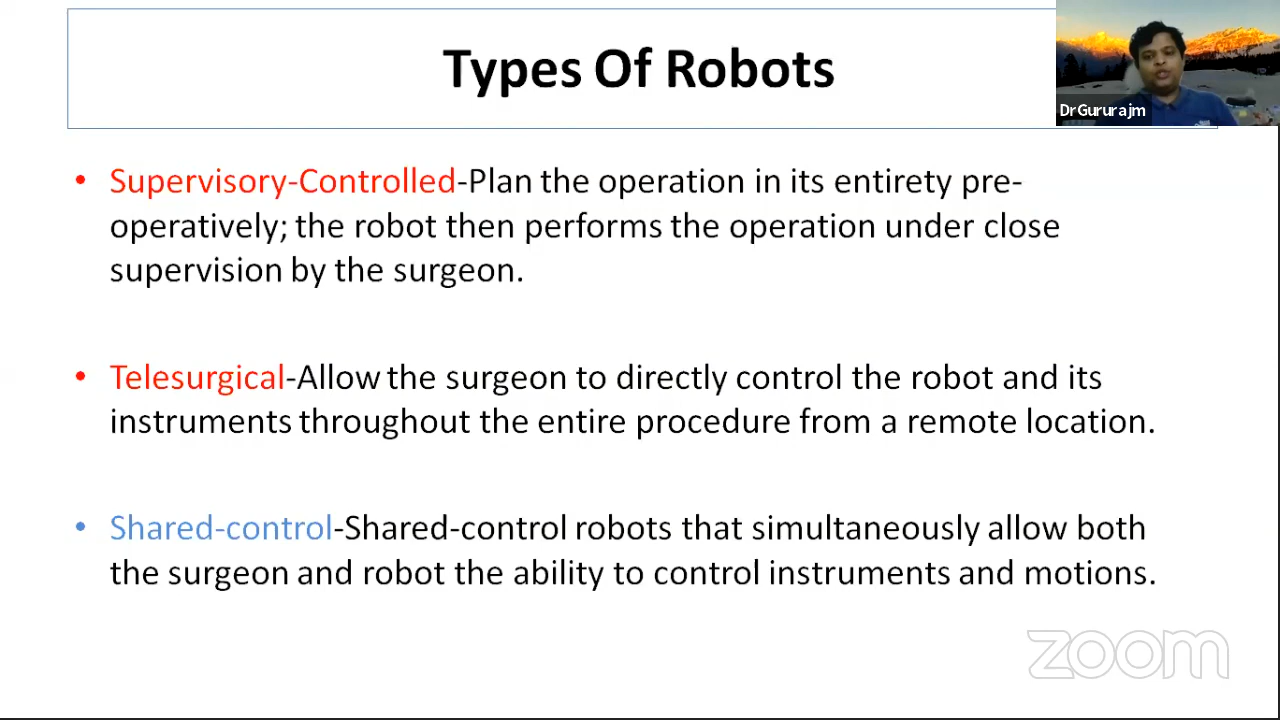 Types Of Robots
DrGururajm
• Supervisory-Controlled-Plan the operation in its entirety pre-
operatively; the robot then performs the operation under close
supervision by the surgeon.
• Telesurgical-Allow the surgeon to directly control the robot and its
instruments throughout the entire procedure from a remote location.
• Shared-control-Shared-control robots that simultaneously allow both
the surgeon and robot the ability to control instruments and motions.
zoom